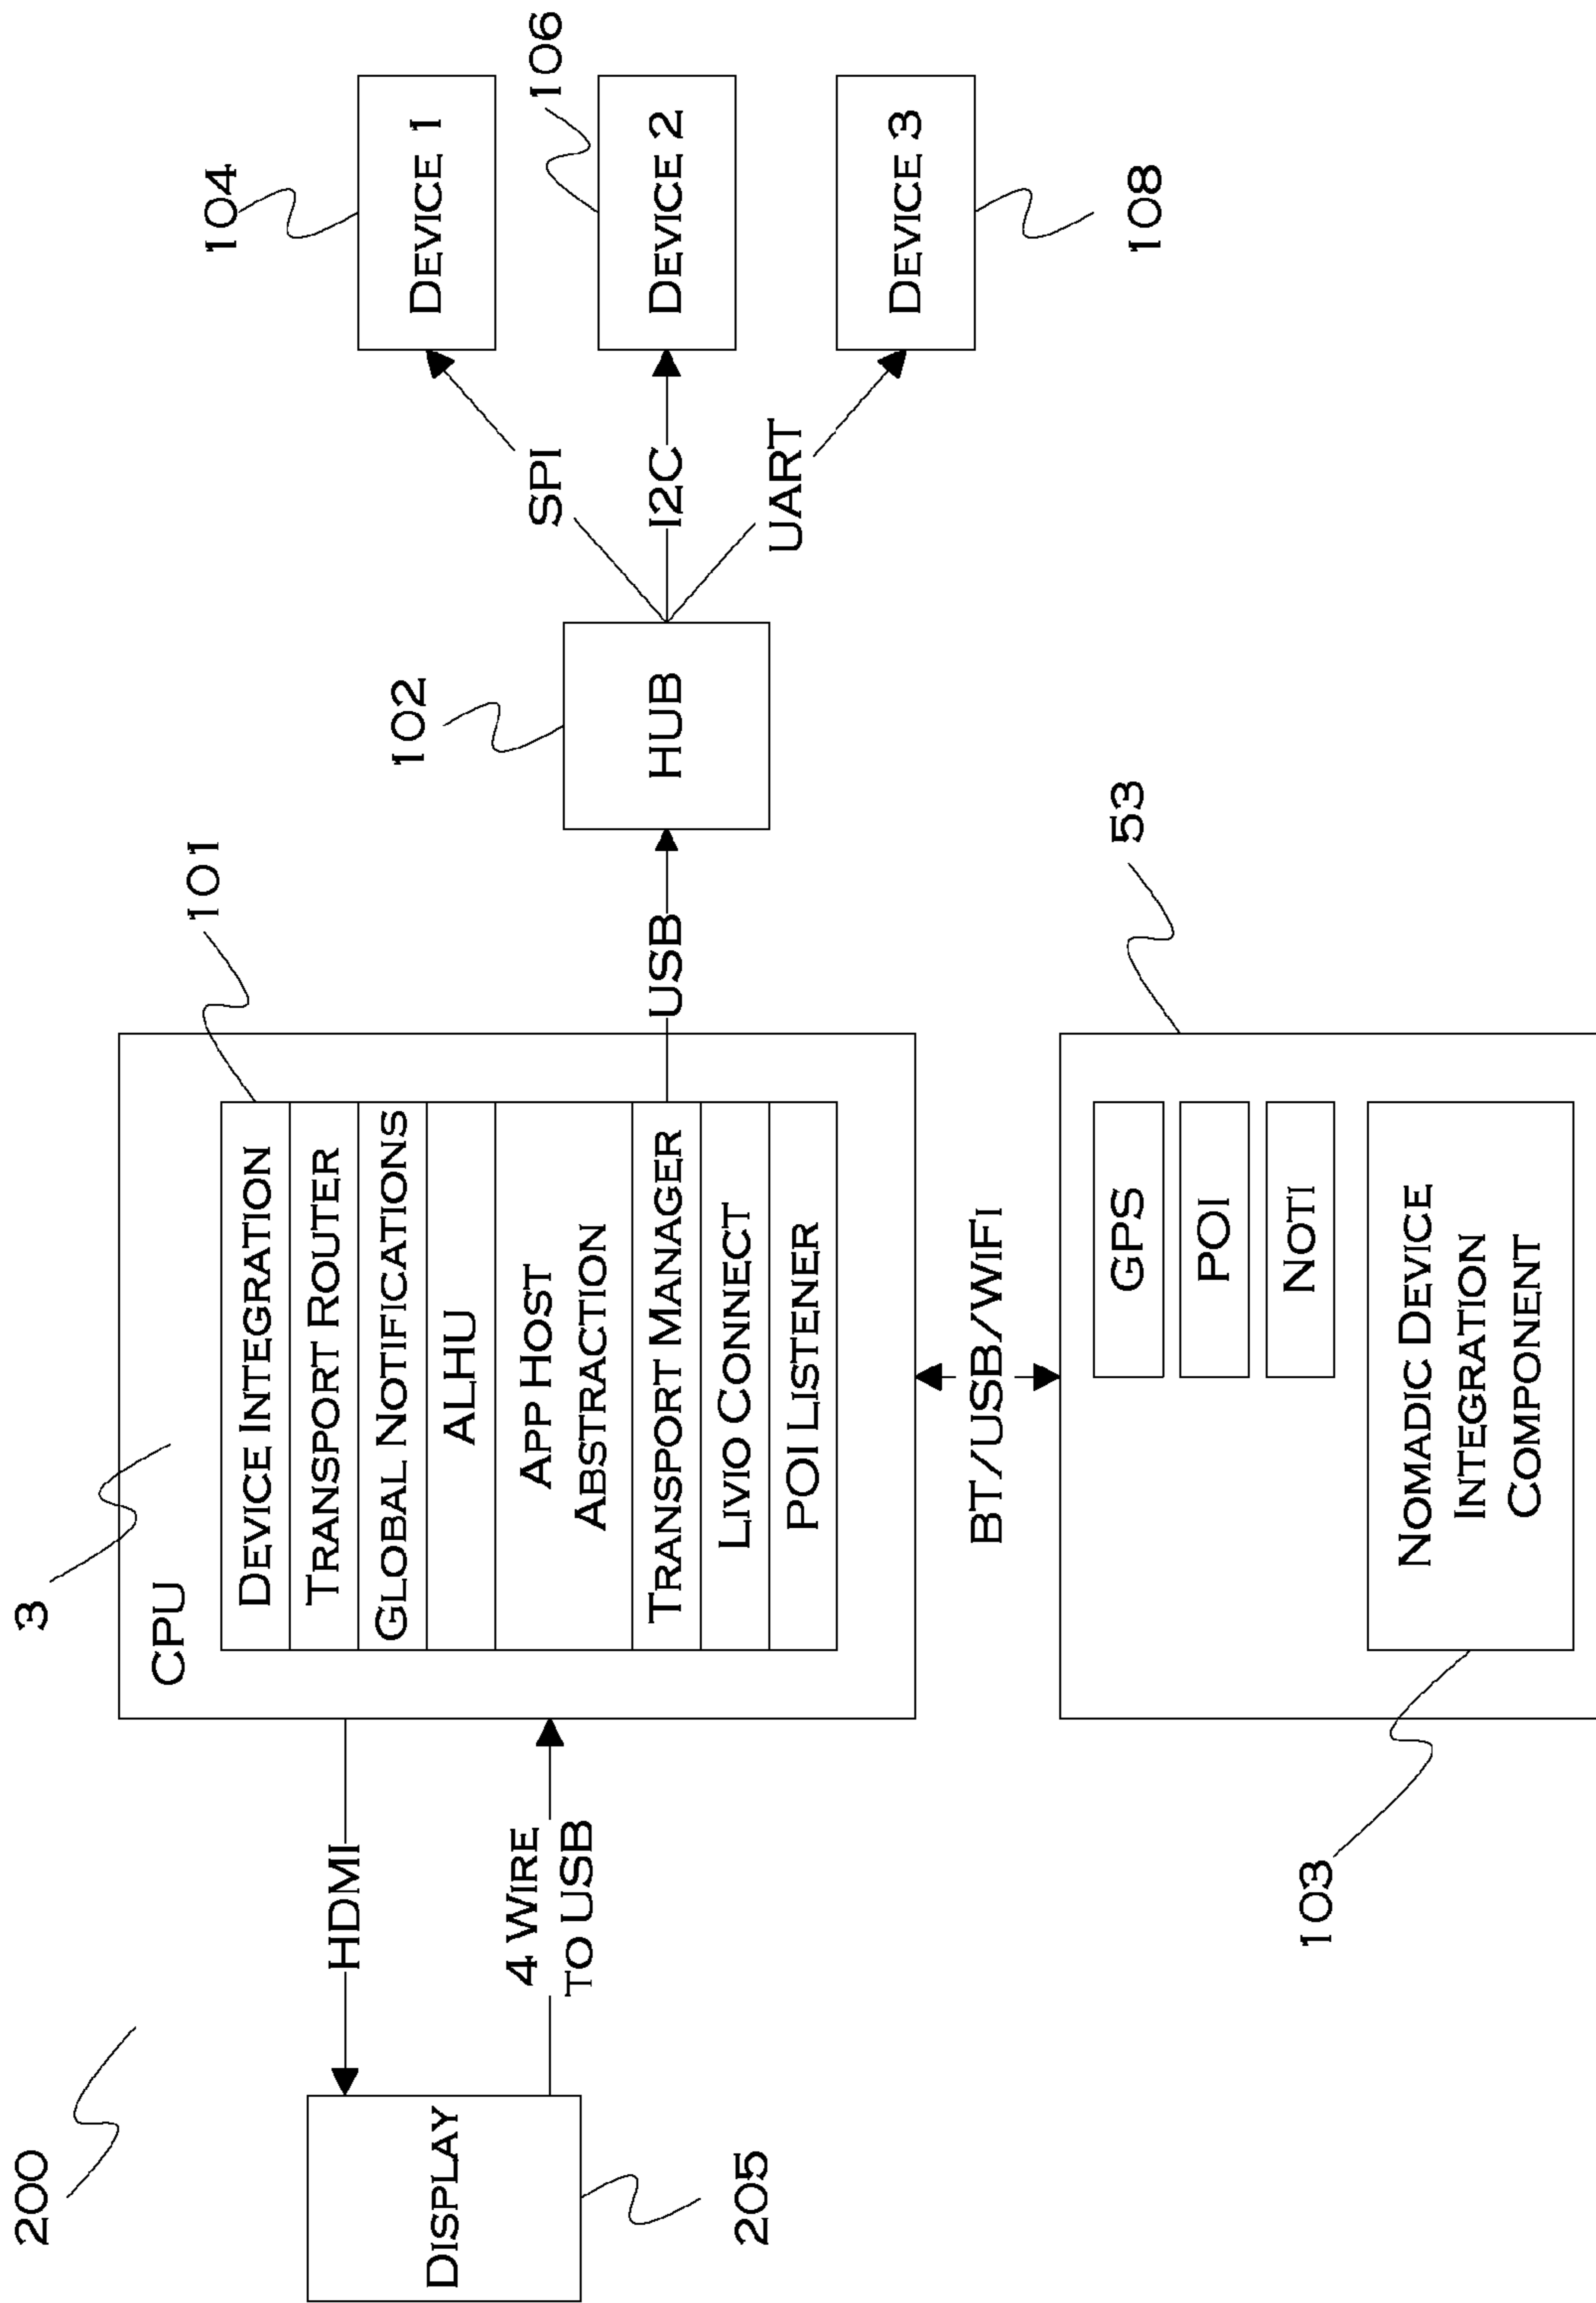 200
3
CPU
101
DEVICE INTEGRATION
TRANSPORT ROUTER
GLOBAL NOTIFICATIONS
ALHU
APP HOST
ABSTRACTION
TRANSPORT MANAGER
LIVIO CONNECT
POI LISTENER
HDMI
4 WIRE
TO USB
DISPLAY
205
USB
102
HUB
SPI
I2C
UART
104
DEVICE 1
106
DEVICE 2
DEVICE 3
108
BT/USB/WIFI
53
GPS
POI
NOTI
NOMADIC DEVICE
INTEGRATION
COMPONENT
103